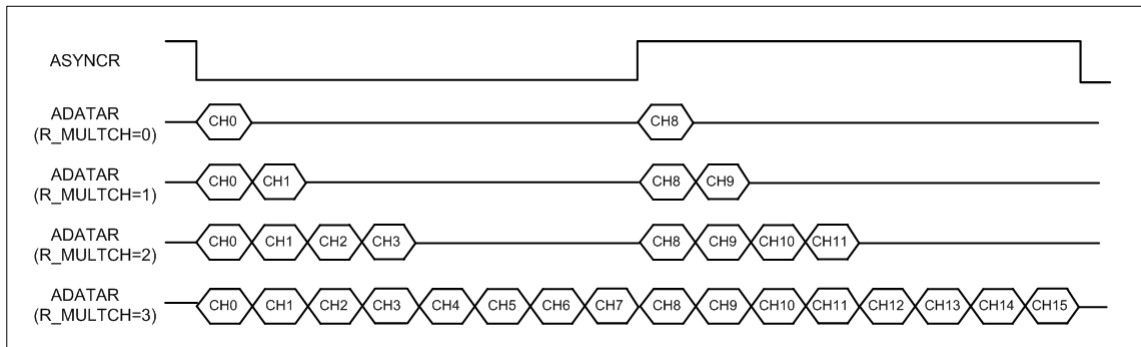 ASYNCR
ADATAR
(R_MULTCH=0)
CH0 CH8
ADATAR
(R_MULTCH=1)
CH0 CH1 CH8 CH9
ADATAR
(R_MULTCH=2)
CH0 CH1 CH2 CH3 CH8 CH9 CH10 CH11
ADATAR
(R_MULTCH=3)
CH0 CH1 CH2 CH3 CH4 CH5 CH6 CH7 CH8 CH9 CH10 CH11 CH12 CH13 CH14 CH15